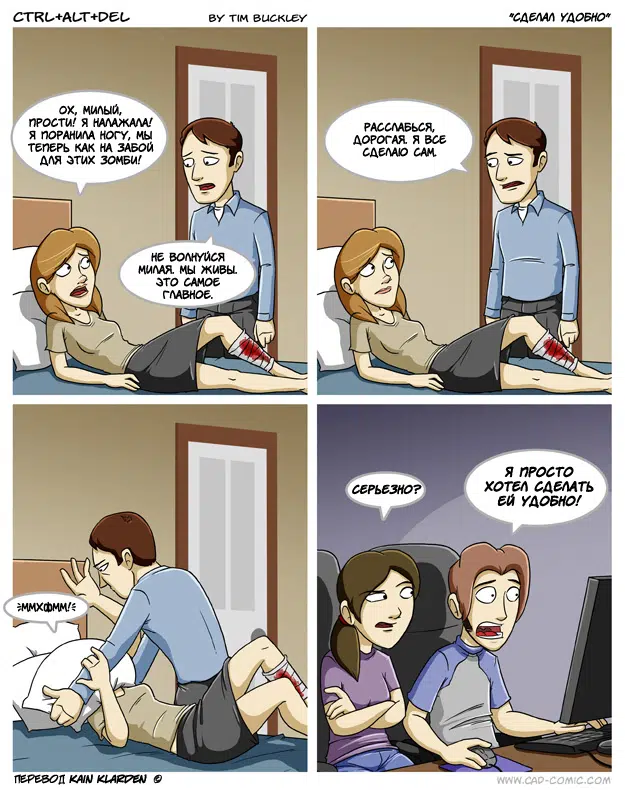 CTRL+ALT+DEL
BY TIM BUCKLEY
"СДЕЛАЛ УДОБНО"
ОХ, МИЛЫЙ,
ПРОСТИ! Я НАЛАЖАЛА!
Я ПОРАНИЛА НОГУ, МЫ
ТЕПЕРЬ КАК НА ЗАБОЙ
ДЛЯ ЭТИХ ЗОМБИ!
НЕ ВОЛНУЙСЯ
МИЛАЯ. МЫ ЖИВЫ.
ЭТО САМОЕ
ГЛАВНОЕ.
РАССЛАБЬСЯ,
ДОРОГАЯ. Я ВСЕ
СДЕЛАЮ САМ.
ММХФММ!
СЕРЬЕЗНО?
Я ПРОСТО
ХОТЕЛ СДЕЛАТЬ
ЕЙ УДОБНО!
ПЕРЕВОД KAIN KLARDEN ©
WWW.CAD-COMIC.COM